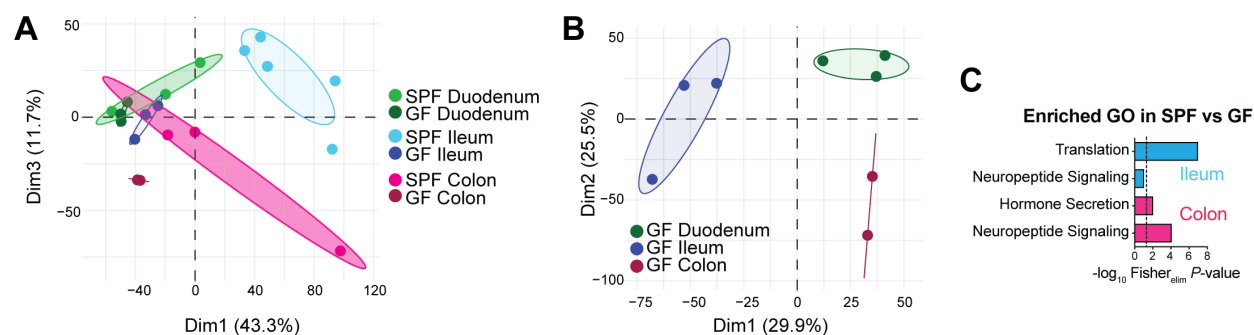 A
50
0
−50
Dim3 (11.7%)
−40
0
40
80
120
Dim1 (43.3%)
SPF Duodenum
GF Duodenum
SPF Ileum
GF Ileum
SPF Colon
GF Colon
B
50
0
−50
−100
Dim2 (25.5%)
GF Duodenum
GF Ileum
GF Colon
−75
−50
−25
0
25
50
Dim1 (29.9%)
C
Enriched GO in SPF vs GF
Translation
Neuropeptide Signaling
Ileum
Hormone Secretion
Colon
Neuropeptide Signaling
0 2 4 6 8
-log10 Fisherelim P-value